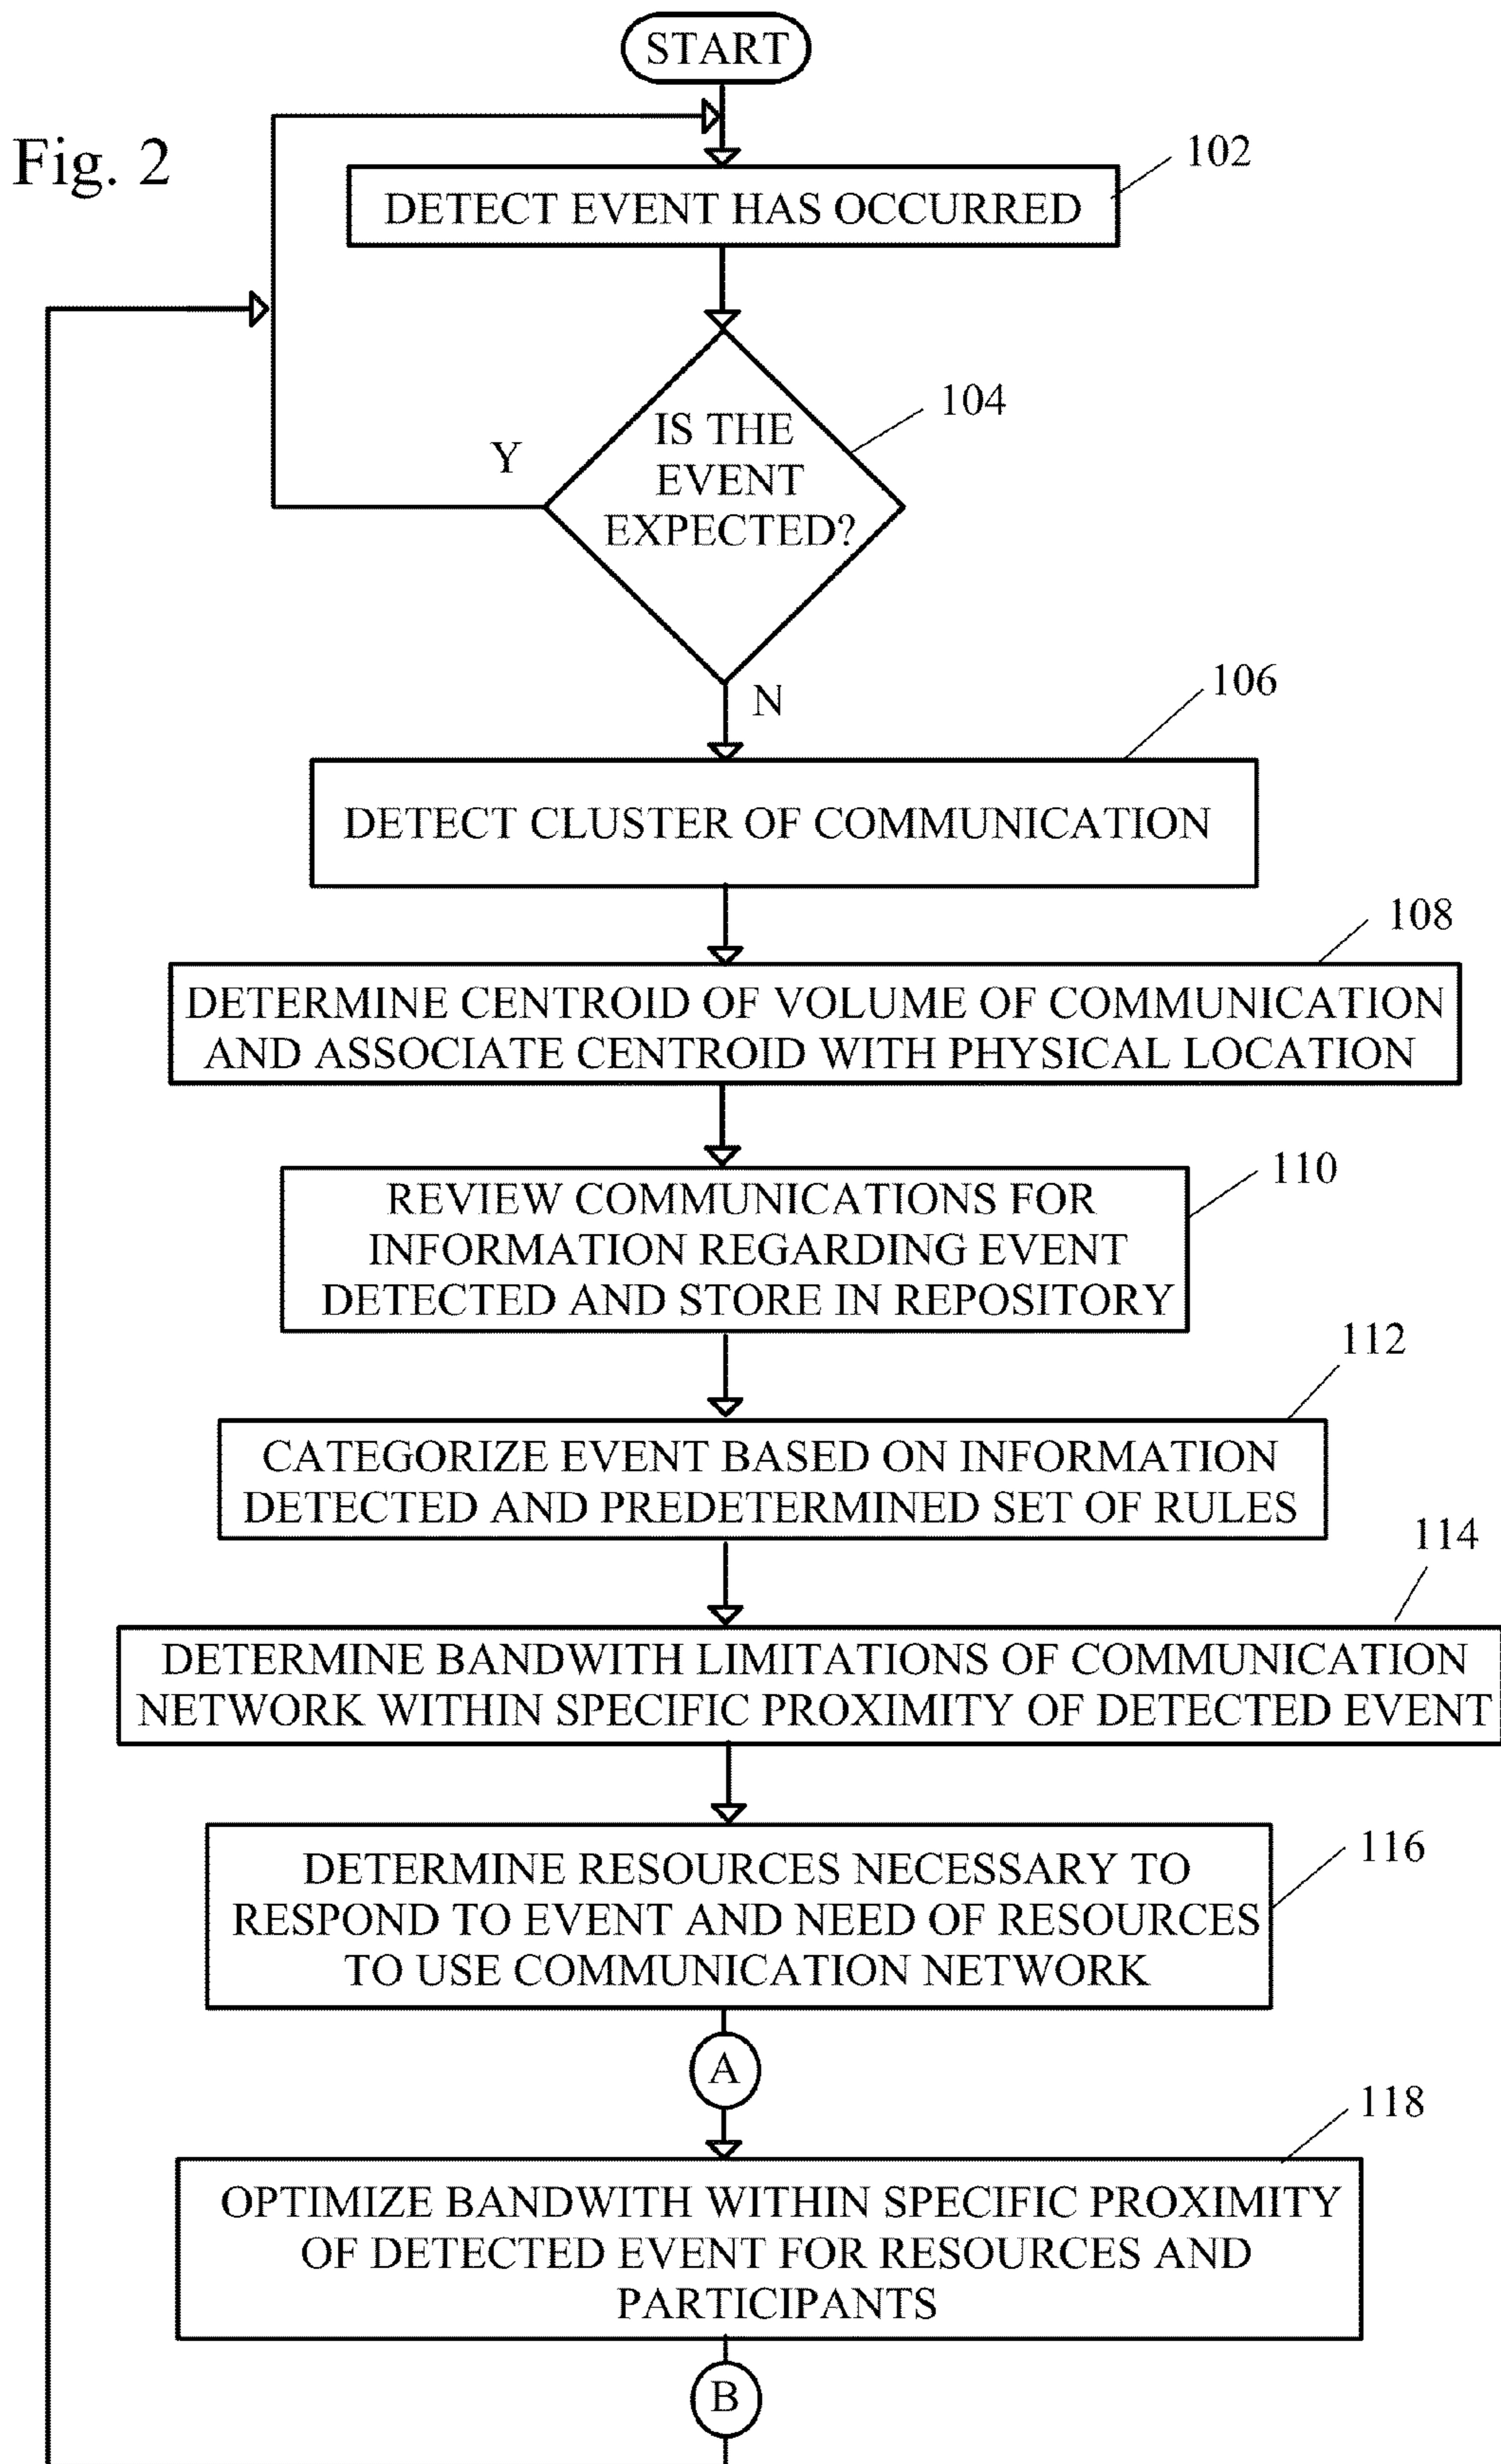 START
Fig. 2
102
DETECT EVENT HAS OCCURRED
104
IS THE
EVENT
EXPECTED?
Y
N
106
DETECT CLUSTER OF COMMUNICATION
108
DETERMINE CENTROID OF VOLUME OF COMMUNICATION
AND ASSOCIATE CENTROID WITH PHYSICAL LOCATION
110
REVIEW COMMUNICATIONS FOR
INFORMATION REGARDING EVENT
DETECTED AND STORE IN REPOSITORY
112
CATEGORIZE EVENT BASED ON INFORMATION
DETECTED AND PREDETERMINED SET OF RULES
114
DETERMINE BANDWITH LIMITATIONS OF COMMUNICATION
NETWORK WITHIN SPECIFIC PROXIMITY OF DETECTED EVENT
116
DETERMINE RESOURCES NECESSARY TO
RESPOND TO EVENT AND NEED OF RESOURCES
TO USE COMMUNICATION NETWORK
A
118
OPTIMIZE BANDWITH WITHIN SPECIFIC PROXIMITY
OF DETECTED EVENT FOR RESOURCES AND
PARTICIPANTS
B